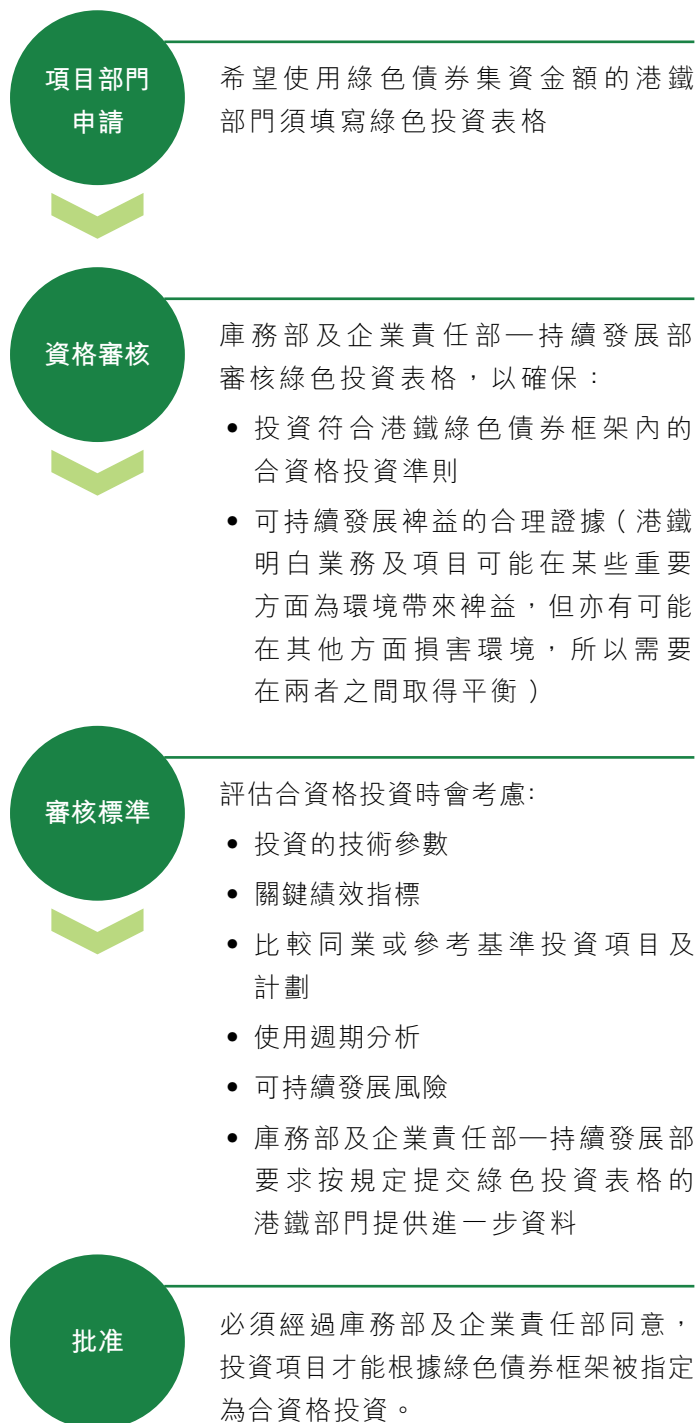 項目部門
申請
希望使用綠色債券集資金額的港鐵
部門須填寫綠色投資表格
資格審核
庫務部及企業責任部—持續發展部
審核綠色投資表格，以確保：
• 投資符合港鐵綠色債券框架內的
合資格投資準則
• 可持續發展裨益的合理證據（港鐵
明白業務及項目可能在某些重要
方面為環境帶來裨益，但亦有可能
在其他方面損害環境，所以需要
在兩者之間取得平衡）
審核標準
評估合資格投資時會考慮:
• 投資的技術參數
• 關鍵績效指標
• 比較同業或參考基準投資項目及
計劃
• 使用週期分析
• 可持續發展風險
• 庫務部及企業責任部—持續發展部
要求按規定提交綠色投資表格的
港鐵部門提供進一步資料
批准
必須經過庫務部及企業責任部同意，
投資項目才能根據綠色債券框架被指定
為合資格投資。